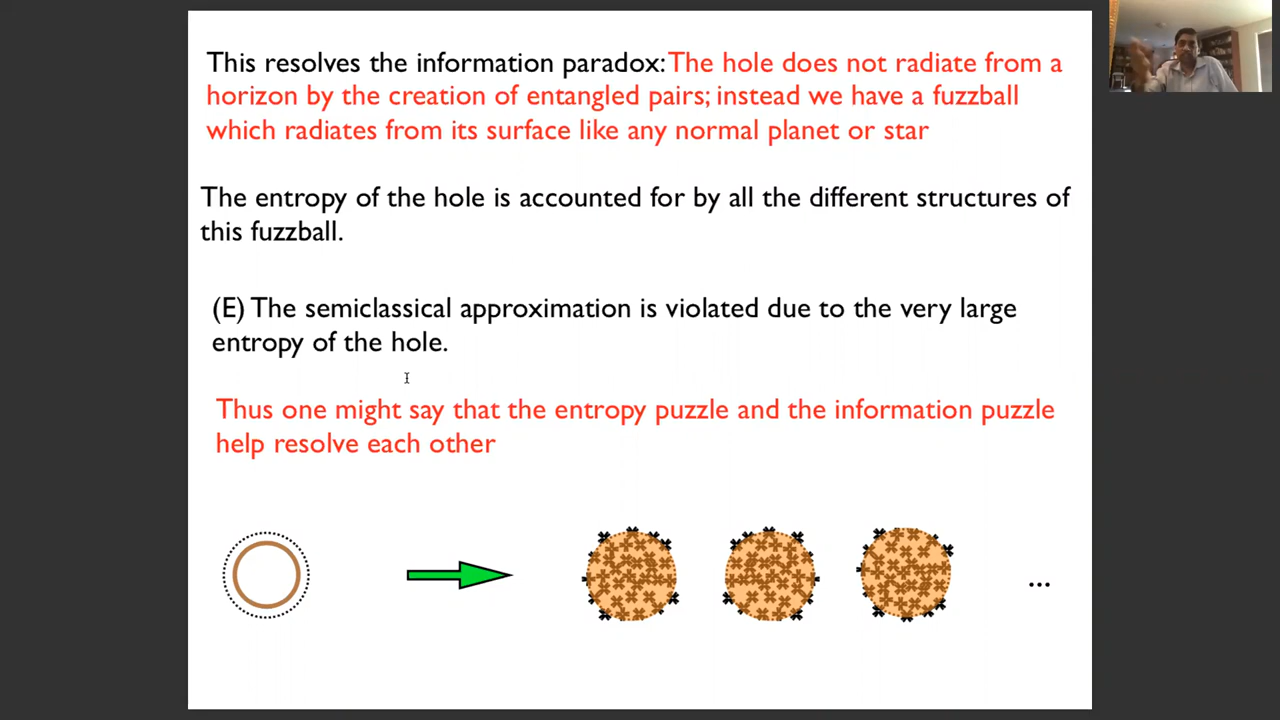 This resolves the information paradox: The hole does not radiate from a
horizon by the creation of entangled pairs; instead we have a fuzzball
which radiates from its surface like any normal planet or star
The entropy of the hole is accounted for by all the different structures of
this fuzzball.
(E) The semiclassical approximation is violated due to the very large
entropy of the hole.
Thus one might say that the entropy puzzle and the information puzzle
help resolve each other
...